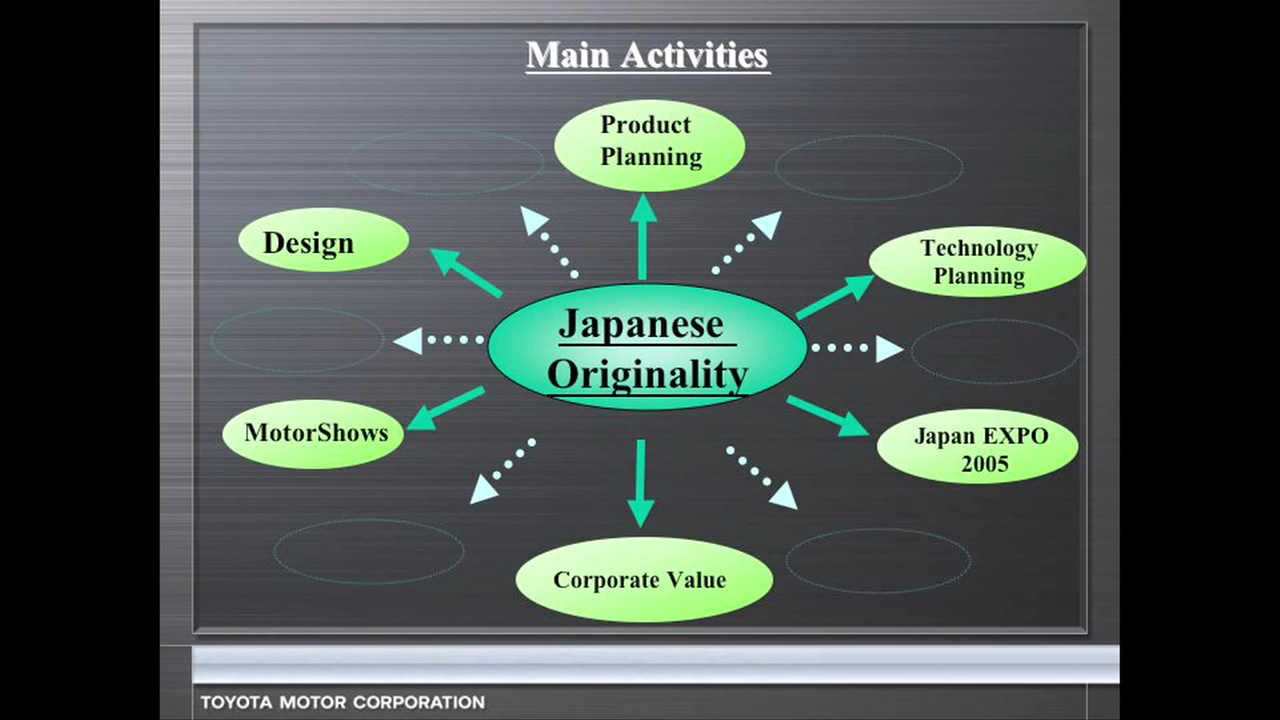 Main Activities
Product
Planning
Design
Technology
Planning
Japanese
Originality
MotorShows
Japan EXPO
2005
Corporate Value
TOYOTA MOTOR CORPORATION